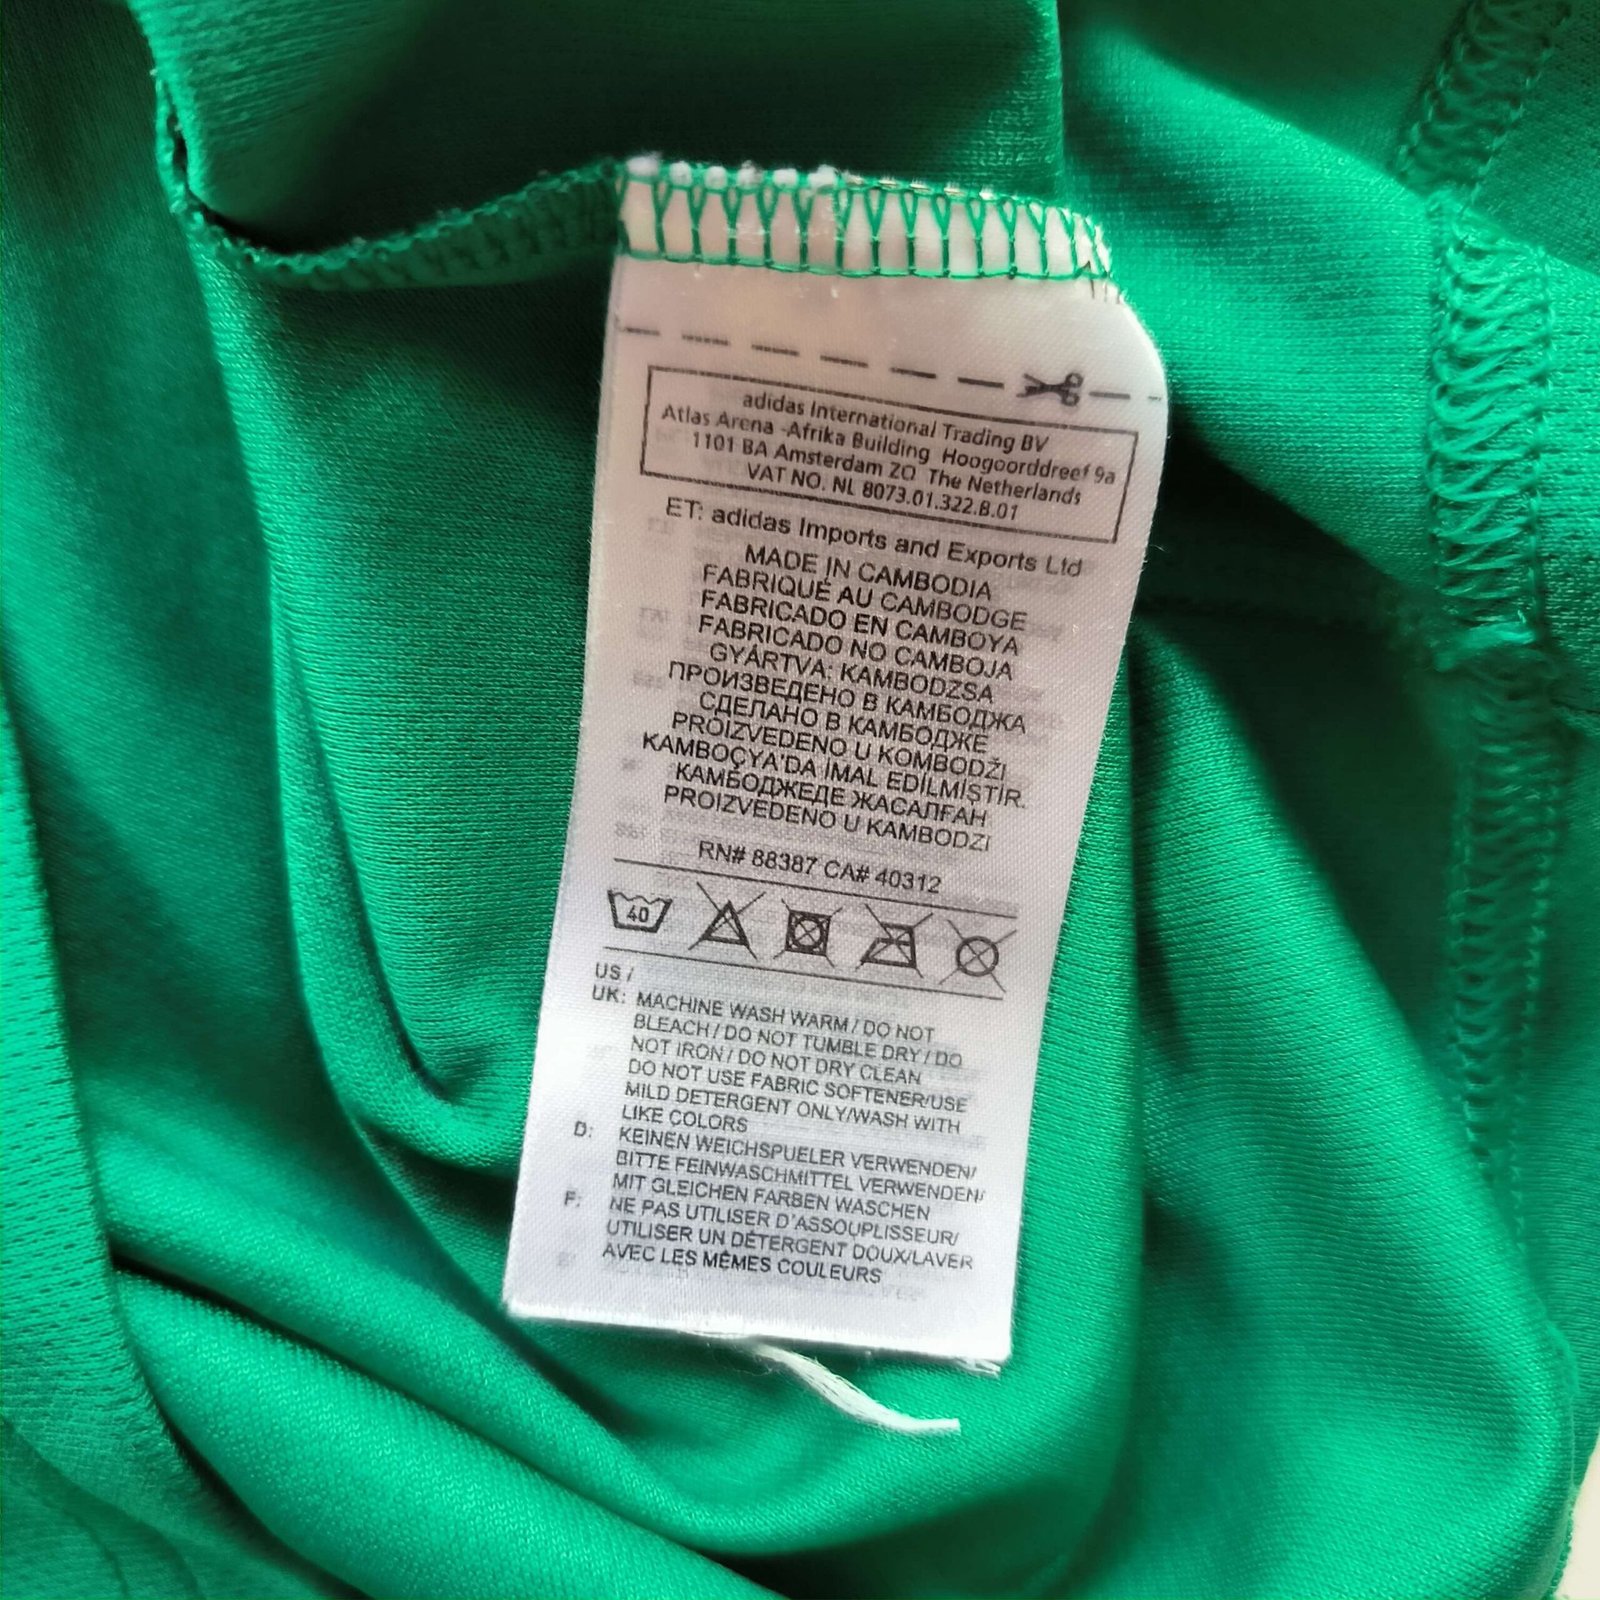 adidas International Trading BV
Atlas Arena -Afrika Building Hoogoorddreef 9a
1101 BA Amsterdam ZO The Netherlands
VAT NO. NL 8073.01.322.B.01
ET: adidas Imports and Exports Ltd
MADE IN CAMBODIA
FABRIQUÉ AU CAMBODGE
FABRICADO EN CAMBOYA
FABRICADO NO CAMBOJA
GYÁRTVA: KAMBODZSA
ПРОИЗВЕДЕНО В КАМБОДЖА
СДЕЛАНО В КАМБОДЖЕ
PROIZVEDENO U KOMBODŽI
KAMBOÇYA'DA İMAL EDİLMİŞTİR.
КАМБОДЖЕДЕ ЖАСАЛҒАН
PROIZVEDENO U KAMBODZI
RN# 88387 CA# 40312
40
US /
UK: MACHINE WASH WARM / DO NOT
BLEACH / DO NOT TUMBLE DRY / DO
NOT IRON / DO NOT DRY CLEAN
DO NOT USE FABRIC SOFTENER/USE
MILD DETERGENT ONLY/WASH WITH
LIKE COLORS
D: KEINEN WEICHSPUELER VERWENDEN/
BITTE FEINWASCHMITTEL VERWENDEN/
MIT GLEICHEN FARBEN WASCHEN
F: NE PAS UTILISER D'ASSOUPLISSEUR/
UTILISER UN DÉTERGENT DOUX/LAVER
AVEC LES MÊMES COULEURS